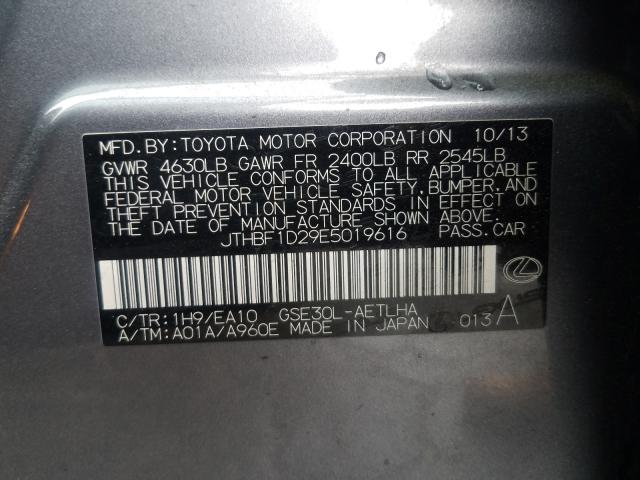 MFD. BY: TOYOTA MOTOR CORPORATION 10/13
GVWR 4630LB GAWR FR 2400LB RR 2545LB
THIS VEHICLE CONFORMS TO ALL APPLICABLE
FEDERAL MOTOR VEHICLE SAFETY, BUMPER, AND
THEFT PREVENTION STANDARDS IN EFFECT ON
THE DATE OF MANUFACTURE SHOWN ABOVE.
JTHBF1D29E5019616 PASS. CAR
C/TR: 1H9/EA10 GSE30L-AETLHA
A/TM: A01A/A960E MADE IN JAPAN 013 A